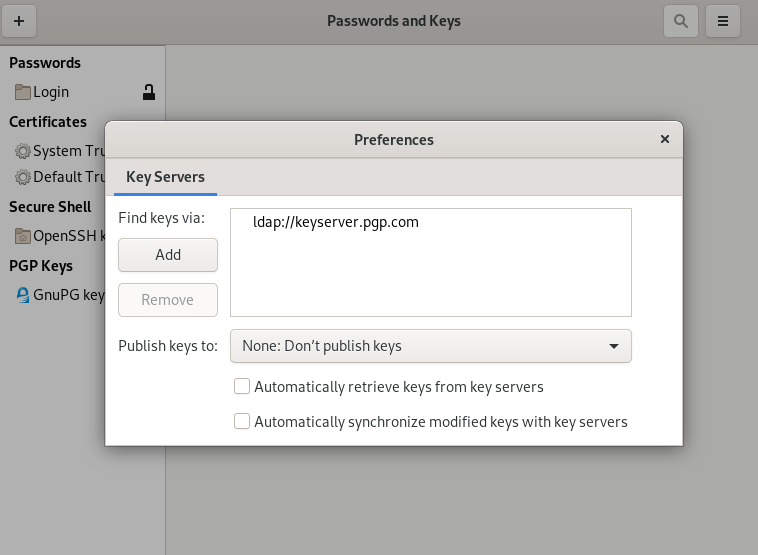 Passwords and Keys
Passwords
Login
Certificates
System Tru
Default Tru
Secure Shell
OpenSSH k
PGP Keys
GnuPG key
Preferences
Key Servers
Find keys via:
ldap://keyserver.pgp.com
Add
Remove
Publish keys to:
None: Don’t publish keys
Automatically retrieve keys from key servers
Automatically synchronize modified keys with key servers